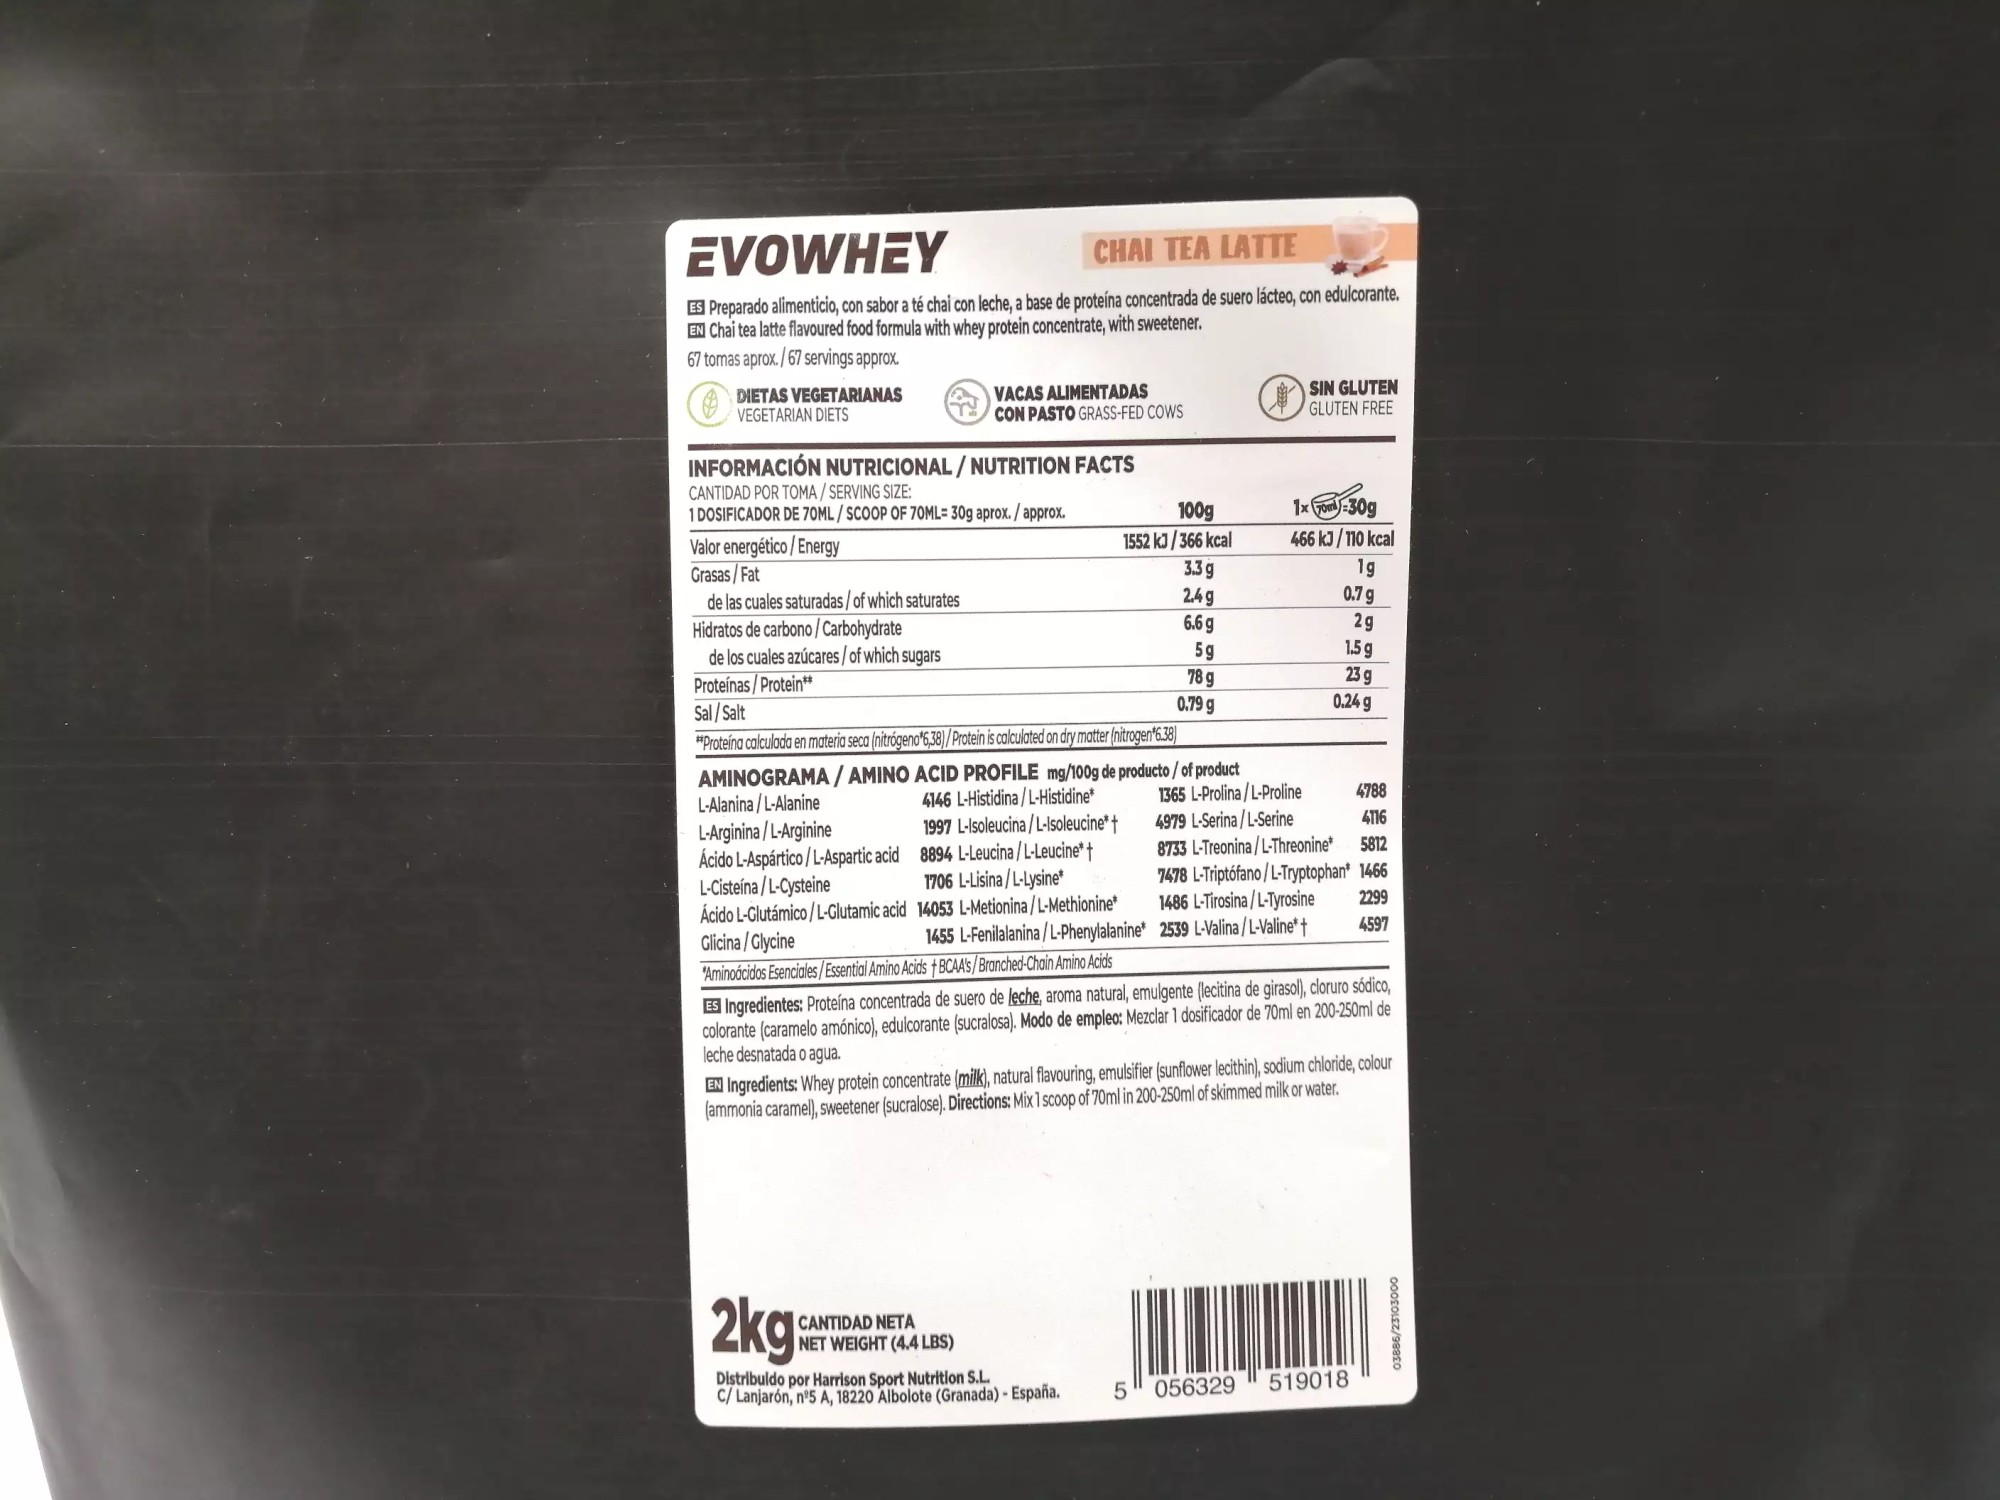 EVOWHEY
CHAI TEA LATTE
ES Preparado alimenticio, con sabor a té chai con leche, a base de proteína concentrada de suero lácteo, con edulcorante.
EN Chai tea latte flavoured food formula with whey protein concentrate, with sweetener.
67 tomas aprox. / 67 servings approx.
DIETAS VEGETARIANAS
VEGETARIAN DIETS
VACAS ALIMENTADAS
CON PASTO GRASS-FED COWS
SIN GLUTEN
GLUTEN FREE
INFORMACIÓN NUTRICIONAL / NUTRITION FACTS
CANTIDAD POR TOMA / SERVING SIZE:
1 DOSIFICADOR DE 70ML / SCOOP OF 70ML= 30g aprox. / approx. 100g 1x 70ml =30g
Valor energético / Energy 1552 kJ / 366 kcal 466 kJ / 110 kcal
Grasas / Fat 3.3 g 1 g
de las cuales saturadas / of which saturates 2.4 g 0.7 g
Hidratos de carbono / Carbohydrate 6.6 g 2 g
de los cuales azúcares / of which sugars 5 g 1.5 g
Proteínas / Protein** 78 g 23 g
Sal / Salt 0.79 g 0.24 g
**Proteína calculada en materia seca (nitrógeno*6,38) / Protein is calculated on dry matter (nitrogen*6.38)
AMINOGRAMA / AMINO ACID PROFILE mg/100g de producto / of product
L-Alanina / L-Alanine 4146 L-Histidina / L-Histidine* 1365 L-Prolina / L-Proline 4788
L-Arginina / L-Arginine 1997 L-Isoleucina / L-Isoleucine* † 4979 L-Serina / L-Serine 4116
Ácido L-Aspártico / L-Aspartic acid 8894 L-Leucina / L-Leucine* † 8733 L-Treonina / L-Threonine* 5812
L-Cisteína / L-Cysteine 1706 L-Lisina / L-Lysine* 7478 L-Triptófano / L-Tryptophan* 1466
Ácido L-Glutámico / L-Glutamic acid 14053 L-Metionina / L-Methionine* 1486 L-Tirosina / L-Tyrosine 2299
Glicina / Glycine 1455 L-Fenilalanina / L-Phenylalanine* 2539 L-Valina / L-Valine* † 4597
*Aminoácidos Esenciales / Essential Amino Acids † BCAA's / Branched-Chain Amino Acids
ES Ingredientes: Proteína concentrada de suero de leche, aroma natural, emulgente (lecitina de girasol), cloruro sódico,
colorante (caramelo amónico), edulcorante (sucralosa). Modo de empleo: Mezclar 1 dosificador de 70ml en 200-250ml de
leche desnatada o agua.
EN Ingredients: Whey protein concentrate (milk), natural flavouring, emulsifier (sunflower lecithin), sodium chloride, colour
(ammonia caramel), sweetener (sucralose). Directions: Mix 1 scoop of 70ml in 200-250ml of skimmed milk or water.
2kg CANTIDAD NETA
NET WEIGHT (4.4 LBS)
Distribuido por Harrison Sport Nutrition S.L.
C/ Lanjarón, nº5 A, 18220 Albolote (Granada) - España.
5 056329 519018
03886/23103000